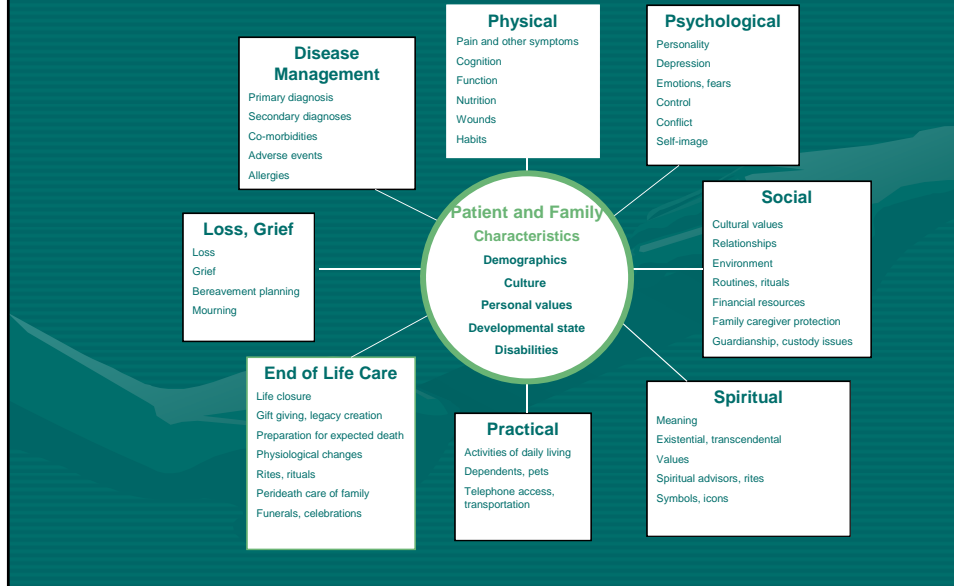 Disease
Management
Primary diagnosis
Secondary diagnoses
Co-morbidities
Adverse events
Allergies
Physical
Pain and other symptoms
Cognition
Function
Nutrition
Wounds
Habits
Psychological
Personality
Depression
Emotions, fears
Control
Conflict
Self-image
Loss, Grief
Loss
Grief
Bereavement planning
Mourning
Patient and Family
Characteristics
Demographics
Culture
Personal values
Developmental state
Disabilities
Social
Cultural values
Relationships
Environment
Routines, rituals
Financial resources
Family caregiver protection
Guardianship, custody issues
End of Life Care
Life closure
Gift giving, legacy creation
Preparation for expected death
Physiological changes
Rites, rituals
Perideath care of family
Funerals, celebrations
Practical
Activities of daily living
Dependents, pets
Telephone access,
transportation
Spiritual
Meaning
Existential, transcendental
Values
Spiritual advisors, rites
Symbols, icons